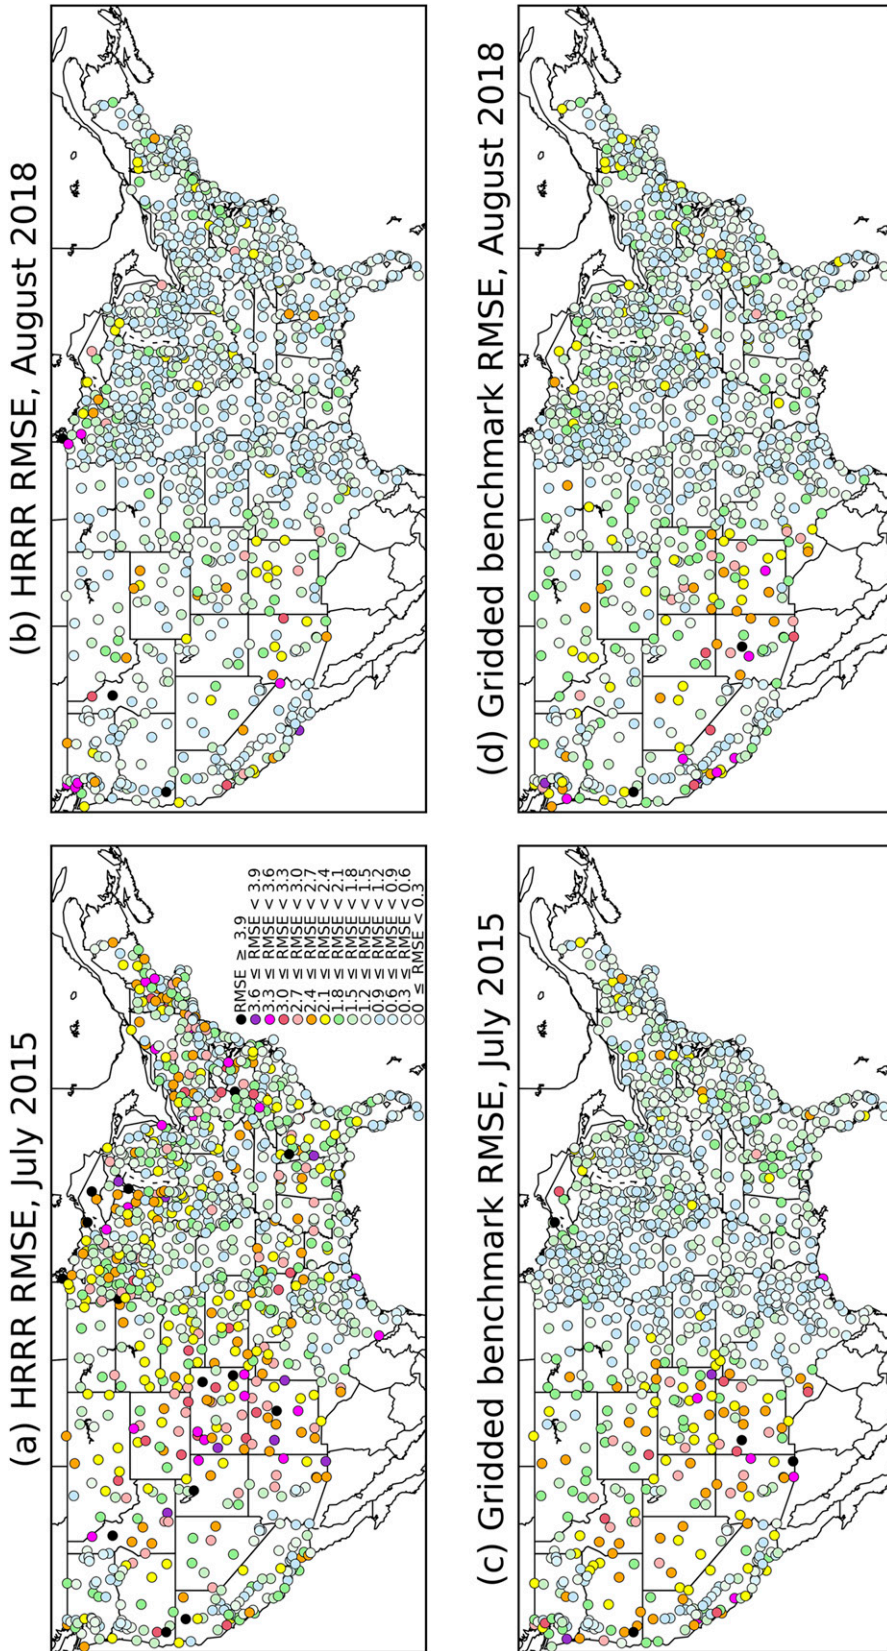 (a) HRRR RMSE, July 2015
RMSE ≥ 3.9
3.6 ≤ RMSE < 3.9
3.3 ≤ RMSE < 3.6
3.0 ≤ RMSE < 3.3
2.7 ≤ RMSE < 3.0
2.4 ≤ RMSE < 2.7
2.1 ≤ RMSE < 2.4
1.8 ≤ RMSE < 2.1
1.5 ≤ RMSE < 1.8
1.2 ≤ RMSE < 1.5
0.9 ≤ RMSE < 1.2
0.6 ≤ RMSE < 0.9
0.3 ≤ RMSE < 0.6
0 ≤ RMSE < 0.3
(b) HRRR RMSE, August 2018
(c) Gridded benchmark RMSE, July 2015
(d) Gridded benchmark RMSE, August 2018